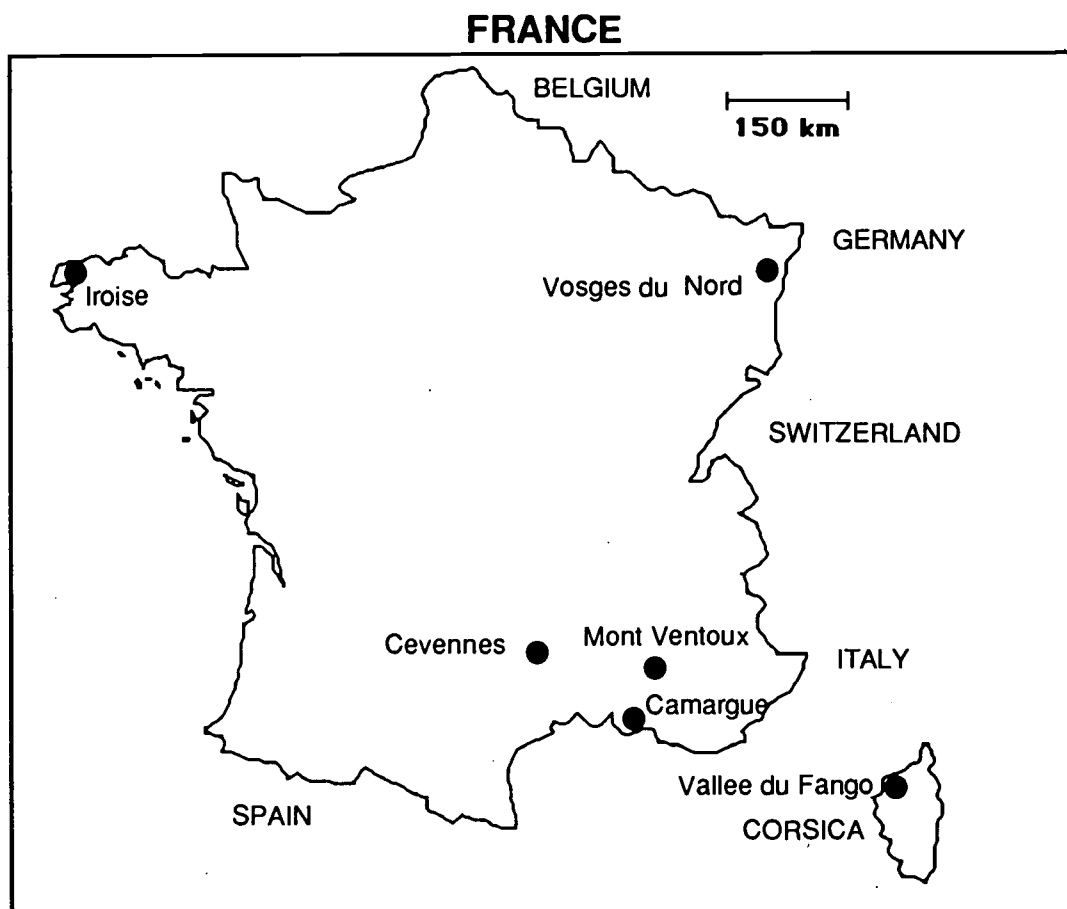 FRANCE
BELGIUM
150 km
GERMANY
Vosges du Nord
Iroise
SWITZERLAND
Cevennes
Mont Ventoux
ITALY
Camargue
Vallee du Fango
SPAIN
CORSICA